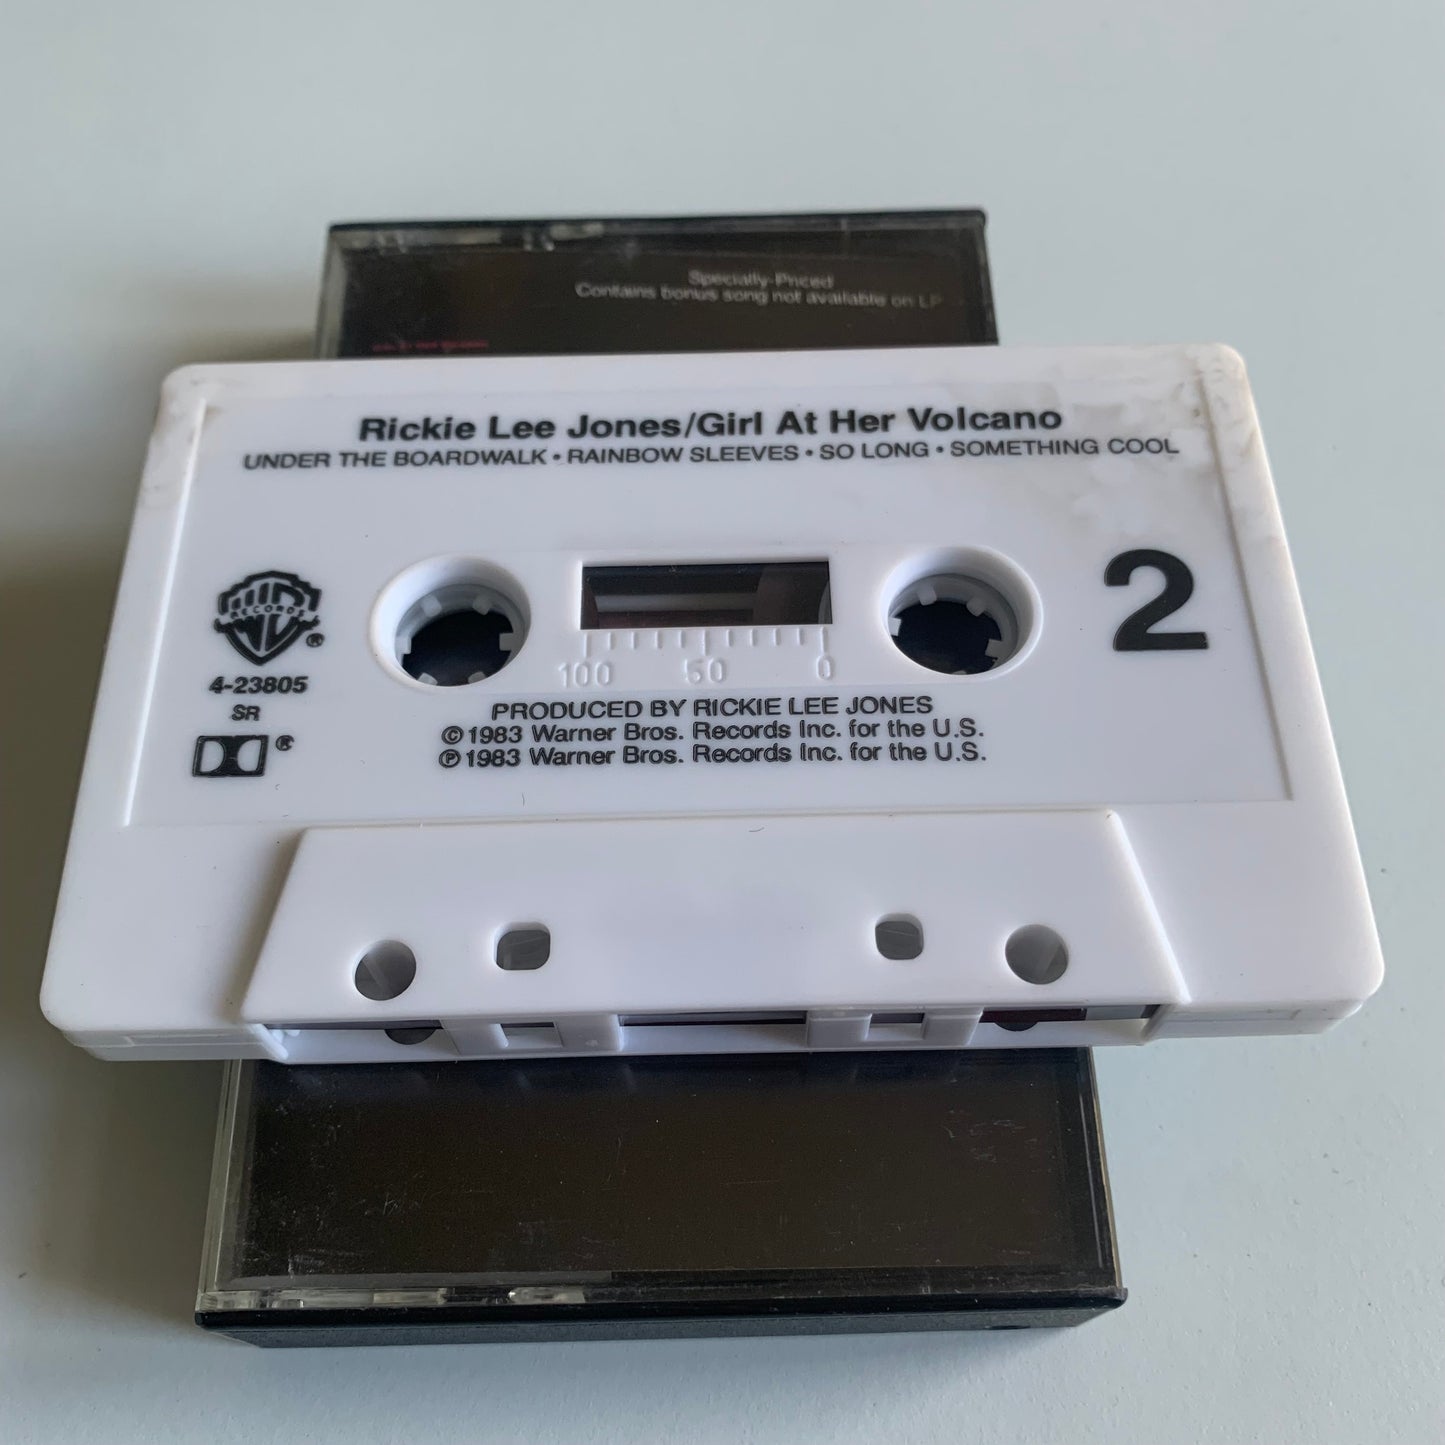 Specially-Priced
Contains bonus song not available on LP
Rickie Lee Jones/Girl At Her Volcano
UNDER THE BOARDWALK • RAINBOW SLEEVES • SO LONG • SOMETHING COOL
RECORDS
®
4-23805
SR
®
2
100 50 0
PRODUCED BY RICKIE LEE JONES
©1983 Warner Bros. Records Inc. for the U.S.
℗1983 Warner Bros. Records Inc. for the U.S.